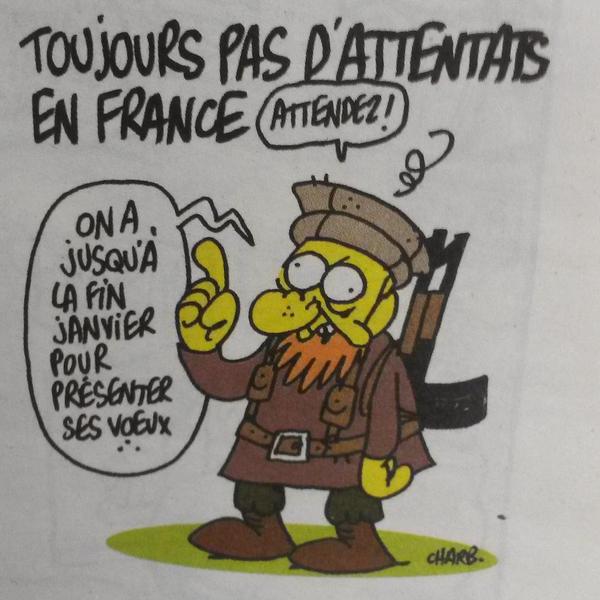 TOUJOURS PAS D'ATTENTATS
EN FRANCE
ATTENDEZ!
ON A
JUSQU'À
LA FIN
JANVIER
POUR
PRÉSENTER
SES VOEUX
CHARB.